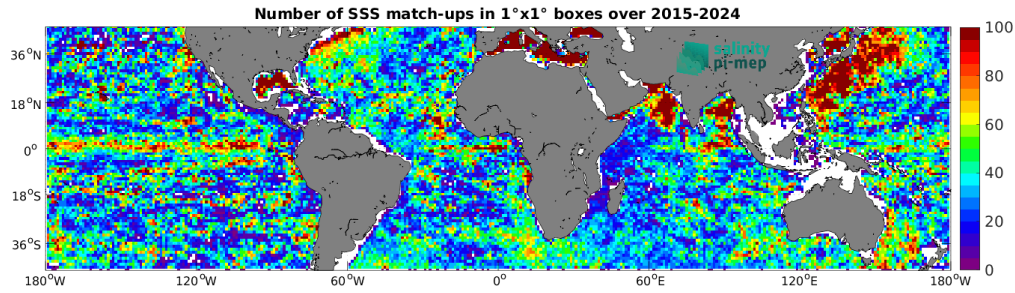 Number of SSS match-ups in 1°x1° boxes over 2015-2024
salinity
pi-mep
36°N
18°N
0°
18°S
36°S
180°W
120°W
60°W
0°
60°E
120°E
180°W
100
80
60
40
20
0